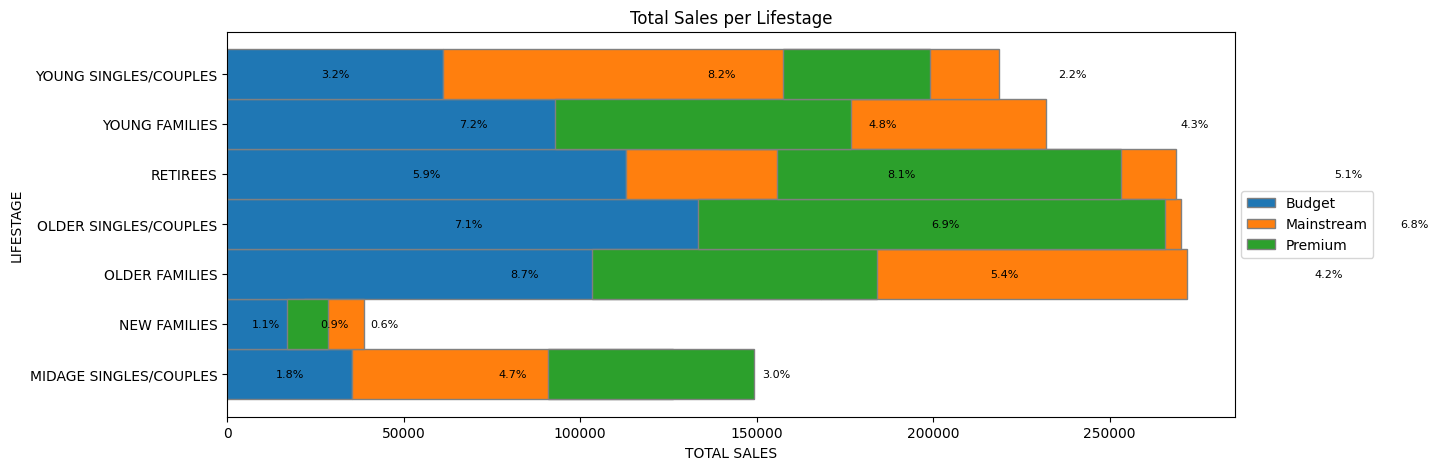 Total Sales per Lifestage
LIFESTAGE
YOUNG SINGLES/COUPLES
3.2%
8.2%
2.2%
YOUNG FAMILIES
7.2%
4.8%
4.3%
RETIREES
5.9%
8.1%
5.1%
OLDER SINGLES/COUPLES
7.1%
6.9%
6.8%
OLDER FAMILIES
8.7%
5.4%
4.2%
NEW FAMILIES
1.1%
0.9%
0.6%
MIDAGE SINGLES/COUPLES
1.8%
4.7%
3.0%
0
50000
100000
150000
200000
250000
TOTAL SALES
Budget
Mainstream
Premium